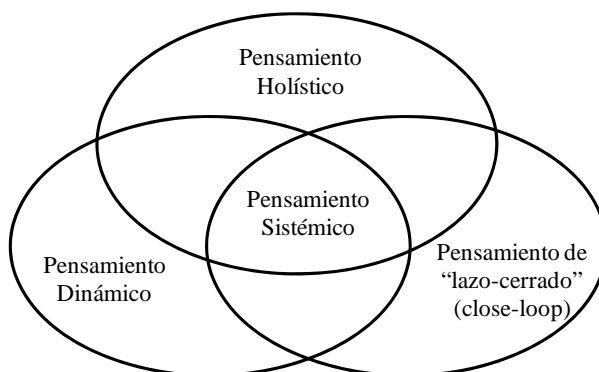 Pensamiento
Holístico
Pensamiento
Sistémico
Pensamiento
Dinámico
Pensamiento de
“lazo-cerrado”
(close-loop)